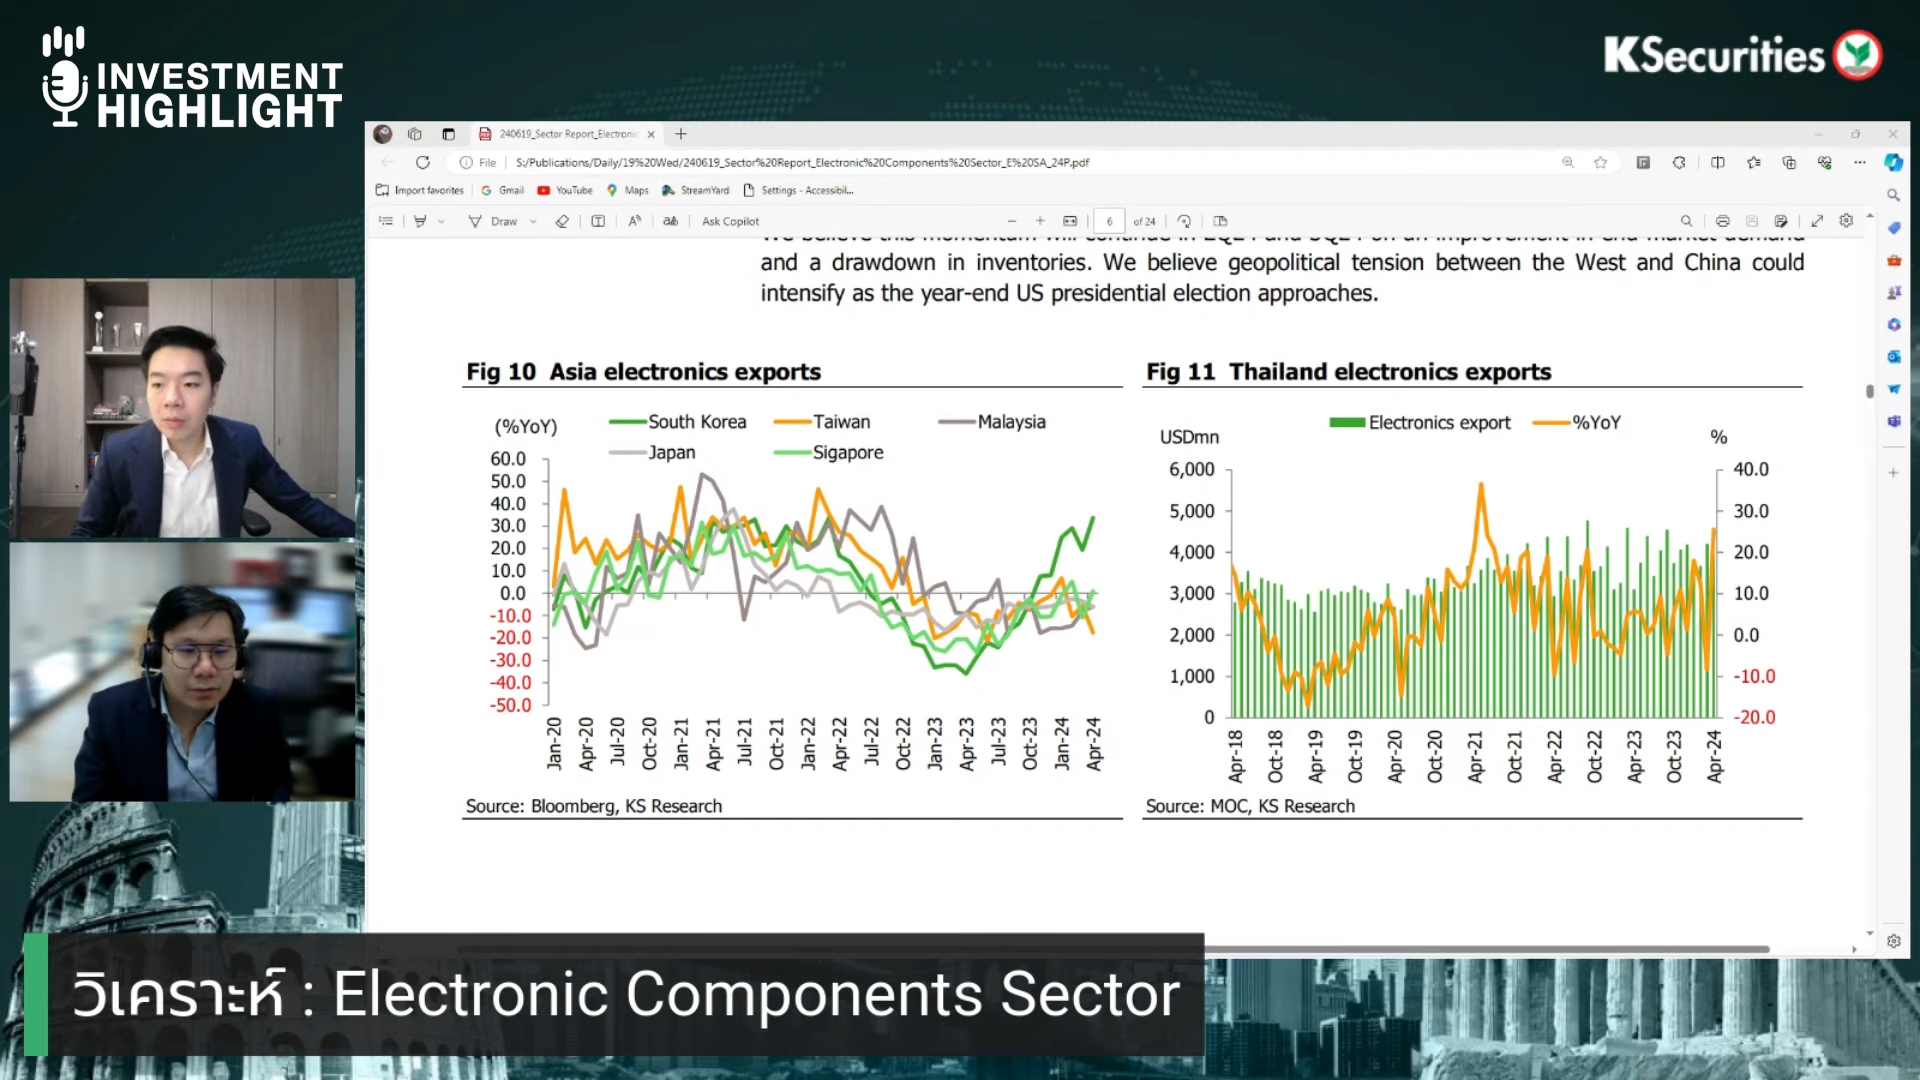 INVESTMENT
HIGHLIGHT
KSecurities
240619_Sector Report_Electronic
File
S:/Publications/Daily/19%20Wed/240619_Sector%20Report_Electronic%20Components%20Sector_E%20SA_24P.pdf
Import favorites
Gmail
YouTube
Maps
StreamYard
Settings - Accessibil...
Draw
Ask Copilot
6
of 24
and a drawdown in inventories. We believe geopolitical tension between the West and China could
intensify as the year-end US presidential election approaches.
Fig 10 Asia electronics exports
(%YoY)
South Korea
Taiwan
Malaysia
Japan
Sigapore
60.0
50.0
40.0
30.0
20.0
10.0
0.0
-10.0
-20.0
-30.0
-40.0
-50.0
Jan-20
Apr-20
Jul-20
Oct-20
Jan-21
Apr-21
Jul-21
Oct-21
Jan-22
Apr-22
Jul-22
Oct-22
Jan-23
Apr-23
Jul-23
Oct-23
Jan-24
Apr-24
Source: Bloomberg, KS Research
Fig 11 Thailand electronics exports
Electronics export
%YoY
USDmn
%
6,000
5,000
4,000
3,000
2,000
1,000
0
40.0
30.0
20.0
10.0
0.0
-10.0
-20.0
Apr-18
Oct-18
Apr-19
Oct-19
Apr-20
Oct-20
Apr-21
Oct-21
Apr-22
Oct-22
Apr-23
Oct-23
Apr-24
Source: MOC, KS Research
วิเคราะห์ : Electronic Components Sector